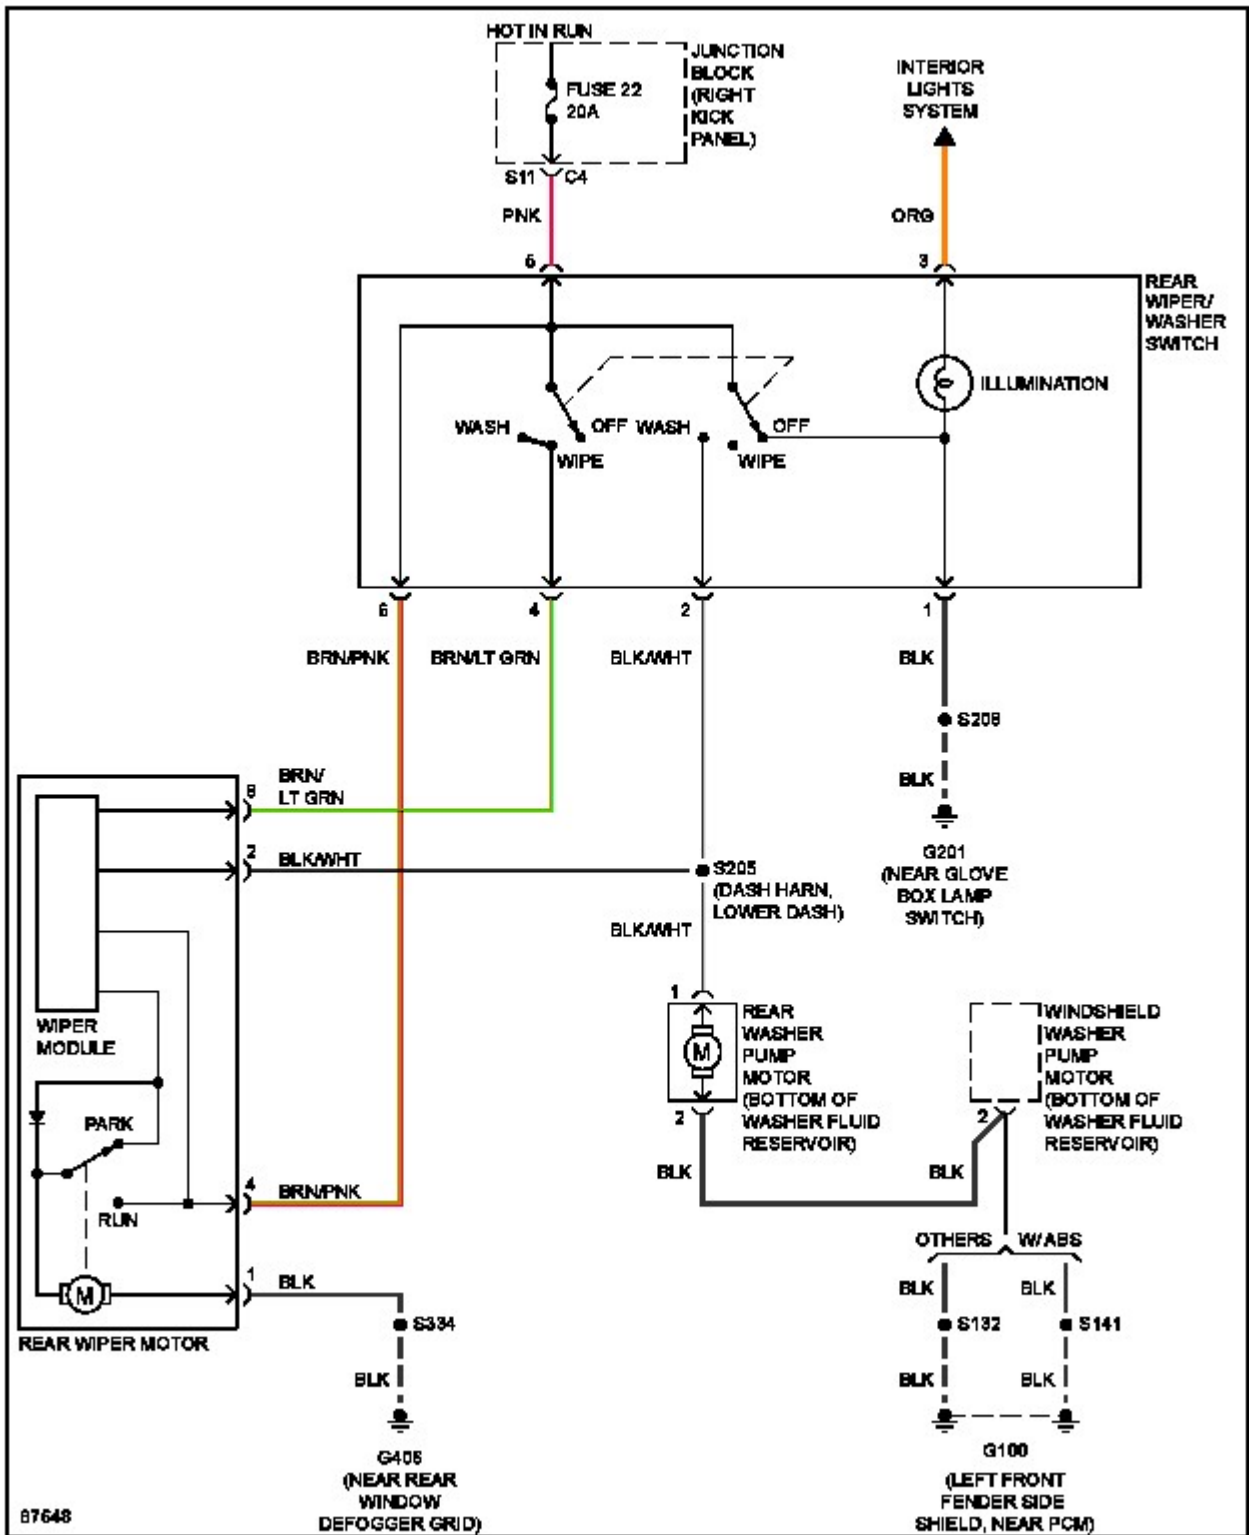 HOT IN RUN
JUNCTION
BLOCK
(RIGHT
KICK
PANEL)
FUSE 22
20A
INTERIOR
LIGHTS
SYSTEM
S11
C4
PNK
ORG
5
3
REAR
WIPER/
WASHER
SWITCH
ILLUMINATION
WASH
OFF
WIPE
WASH
OFF
WIPE
6
4
2
1
BRN/PNK
BRN/LT GRN
BLK/WHT
BLK
S208
BLK
G201
(NEAR GLOVE
BOX LAMP
SWITCH)
BRN/
LT GRN
2
BLK/WHT
S205
(DASH HARN,
LOWER DASH)
BLK/WHT
WIPER
MODULE
PARK
RUN
4
BRN/PNK
1
BLK
M
REAR WIPER MOTOR
S334
BLK
G406
(NEAR REAR
WINDOW
DEFOGGER GRID)
1
M
2
REAR
WASHER
PUMP
MOTOR
(BOTTOM OF
WASHER FLUID
RESERVOIR)
WINDSHIELD
WASHER
PUMP
MOTOR
(BOTTOM OF
WASHER FLUID
RESERVOIR)
2
BLK
BLK
OTHERS
W/ABS
BLK
BLK
S132
S141
BLK
BLK
G100
(LEFT FRONT
FENDER SIDE
SHIELD, NEAR PCM)
87648